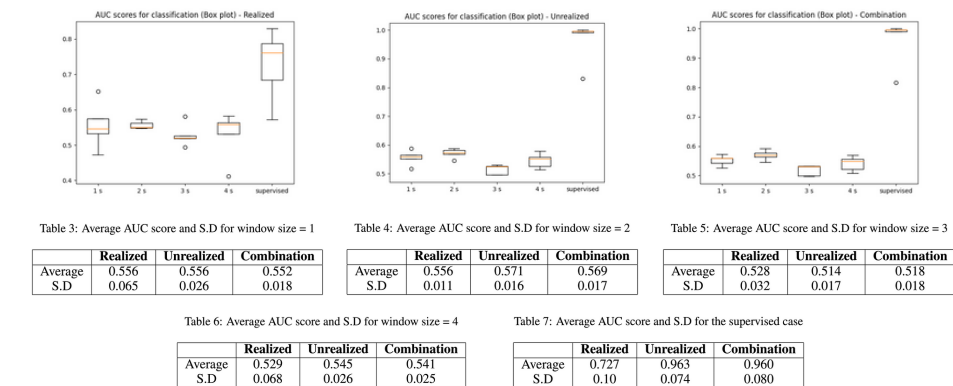 AUC scores for classification (Box plot) - Realized
0.8
0.7
0.6
0.5
0.4
1 s 2 s 3 s 4 s supervised
AUC scores for classification (Box plot) - Unrealized
1.0
0.9
0.8
0.7
0.6
0.5
1 s 2 s 3 s 4 s supervised
AUC scores for classification (Box plot) - Combination
1.0
0.9
0.8
0.7
0.6
0.5
1 s 2 s 3 s 4 s supervised
Table 3: Average AUC score and S.D for window size = 1
Realized Unrealized Combination
Average 0.556 0.556 0.552
S.D 0.065 0.026 0.018
Table 4: Average AUC score and S.D for window size = 2
Realized Unrealized Combination
Average 0.556 0.571 0.569
S.D 0.011 0.016 0.017
Table 5: Average AUC score and S.D for window size = 3
Realized Unrealized Combination
Average 0.528 0.514 0.518
S.D 0.032 0.017 0.018
Table 6: Average AUC score and S.D for window size = 4
Realized Unrealized Combination
Average 0.529 0.545 0.541
S.D 0.068 0.026 0.025
Table 7: Average AUC score and S.D for the supervised case
Realized Unrealized Combination
Average 0.727 0.963 0.960
S.D 0.10 0.074 0.080